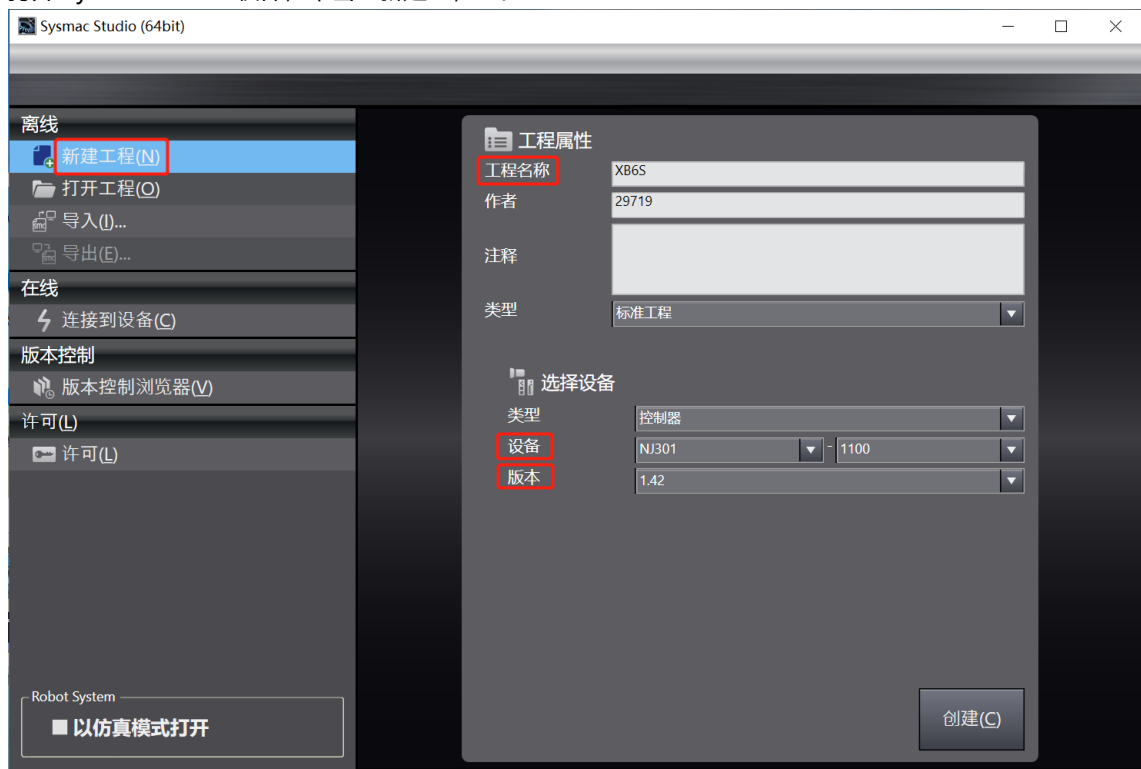 Sysmac Studio (64bit)
离线
新建工程(N)
打开工程(O)
导入(I)...
导出(E)...
在线
连接到设备(C)
版本控制
版本控制浏览器(V)
许可(L)
许可(L)
Robot System
以仿真模式打开
工程属性
工程名称 XB6S
作者 29719
注释
类型 标准工程
选择设备
类型 控制器
设备 NJ301 - 1100
版本 1.42
创建(C)